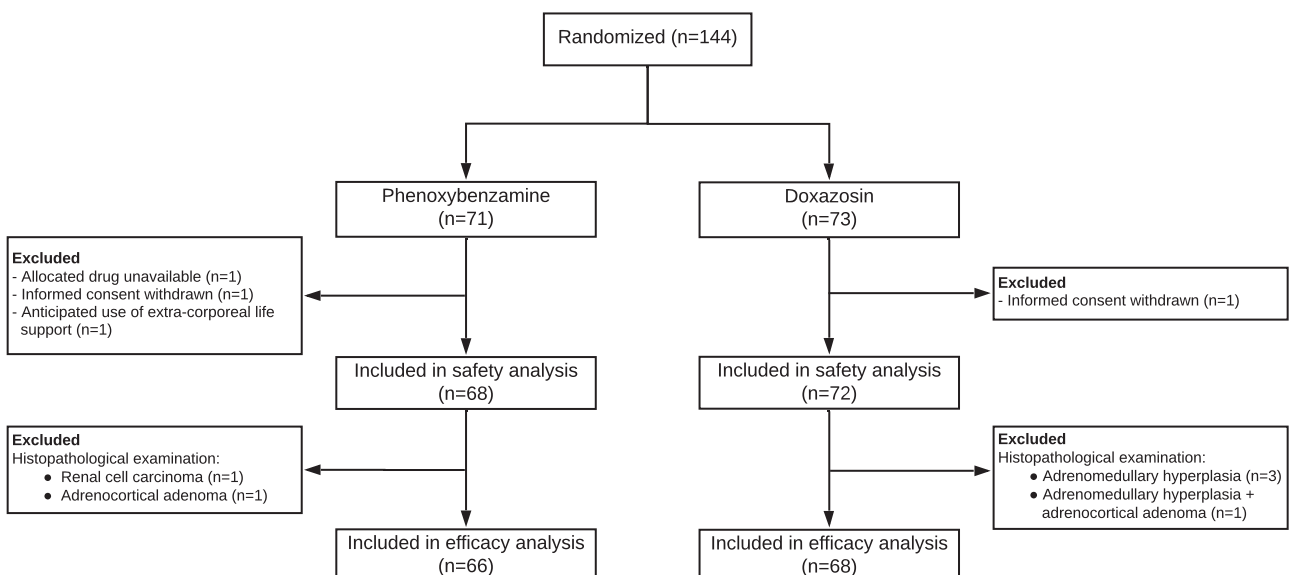 Randomized (n=144)
Phenoxybenzamine
(n=71)
Doxazosin
(n=73)
Excluded
- Allocated drug unavailable (n=1)
- Informed consent withdrawn (n=1)
- Anticipated use of extra-corporeal life
support (n=1)
Excluded
- Informed consent withdrawn (n=1)
Included in safety analysis
(n=68)
Included in safety analysis
(n=72)
Excluded
Histopathological examination:
● Renal cell carcinoma (n=1)
● Adrenocortical adenoma (n=1)
Excluded
Histopathological examination:
● Adrenomedullary hyperplasia (n=3)
● Adrenomedullary hyperplasia +
adrenocortical adenoma (n=1)
Included in efficacy analysis
(n=66)
Included in efficacy analysis
(n=68)